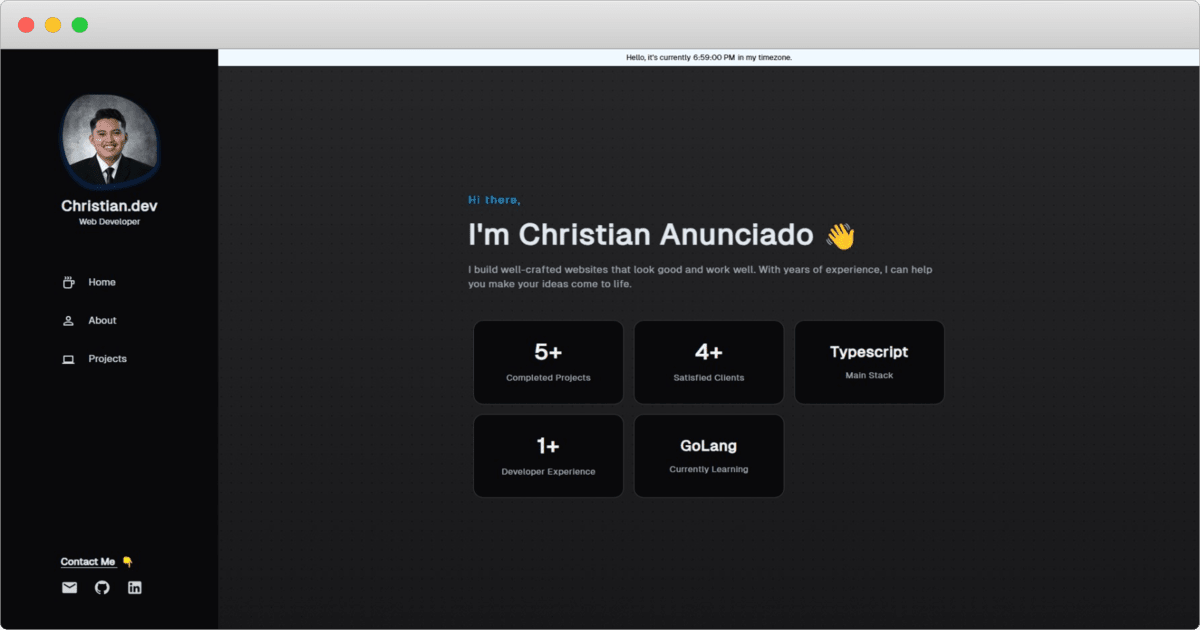 Hello, it's currently 6:59:00 PM in my timezone.
Christian.dev
Web Developer
Home
About
Projects
Contact Me 👇
Hi there,
I'm Christian Anunciado 👋
I build well-crafted websites that look good and work well. With years of experience, I can help
you make your ideas come to life.
5+
Completed Projects
4+
Satisfied Clients
Typescript
Main Stack
1+
Developer Experience
GoLang
Currently Learning